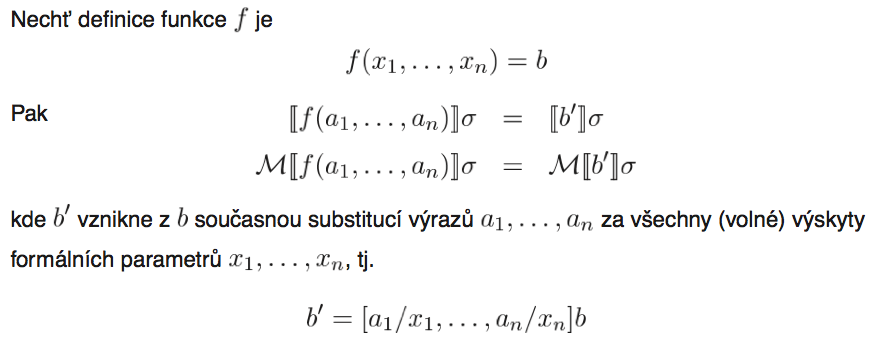 Nechť definice funkce f je
f(x₁, . . . , xₙ) = b
Pak ⟦f(a₁, . . . , aₙ)⟧σ = ⟦b′⟧σ
ℳ⟦f(a₁, . . . , aₙ)⟧σ = ℳ⟦b′⟧σ
kde b′ vznikne z b současnou substitucí výrazů a₁, . . . , aₙ za všechny (volné) výskyty
formálních parametrů x₁, . . . , xₙ, tj.
b′ = [a₁/x₁, . . . , aₙ/xₙ]b